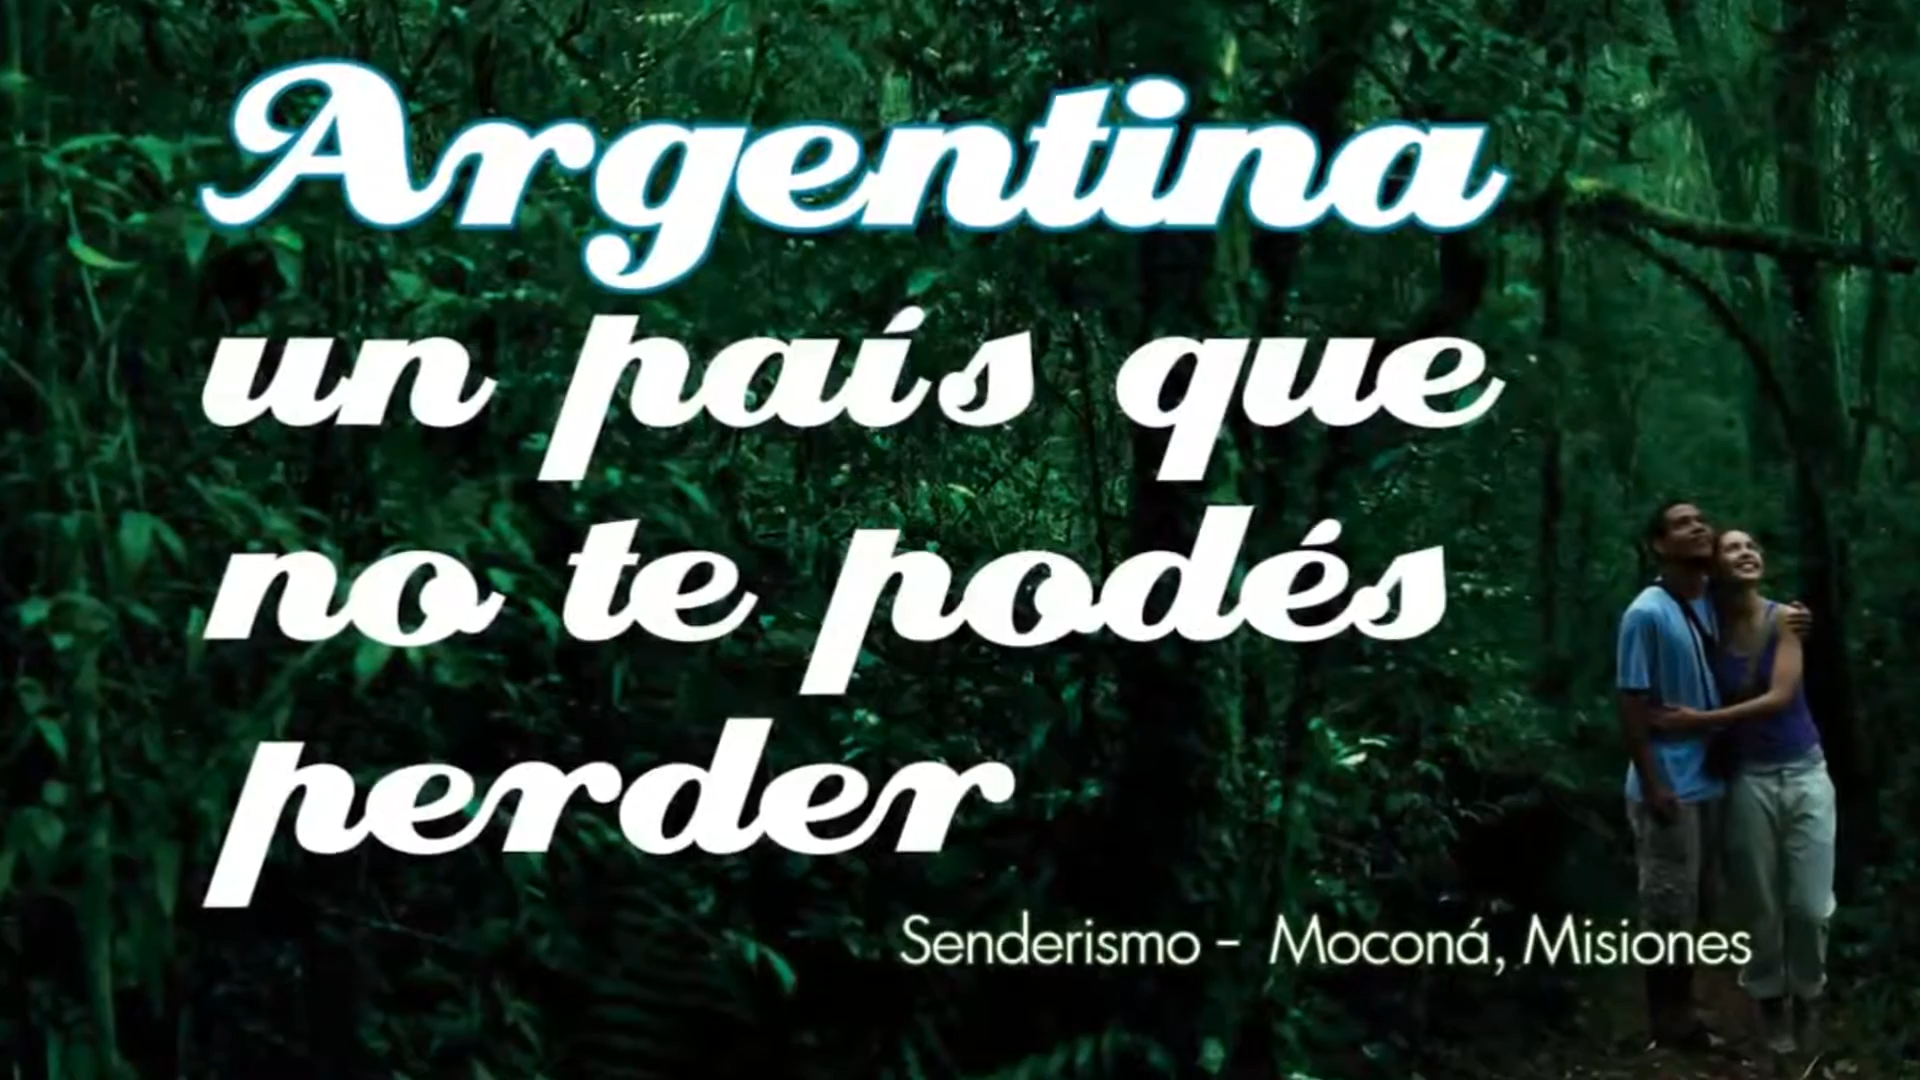 Argentina
un país que
no te podés
perder
Senderismo - Moconá, Misiones